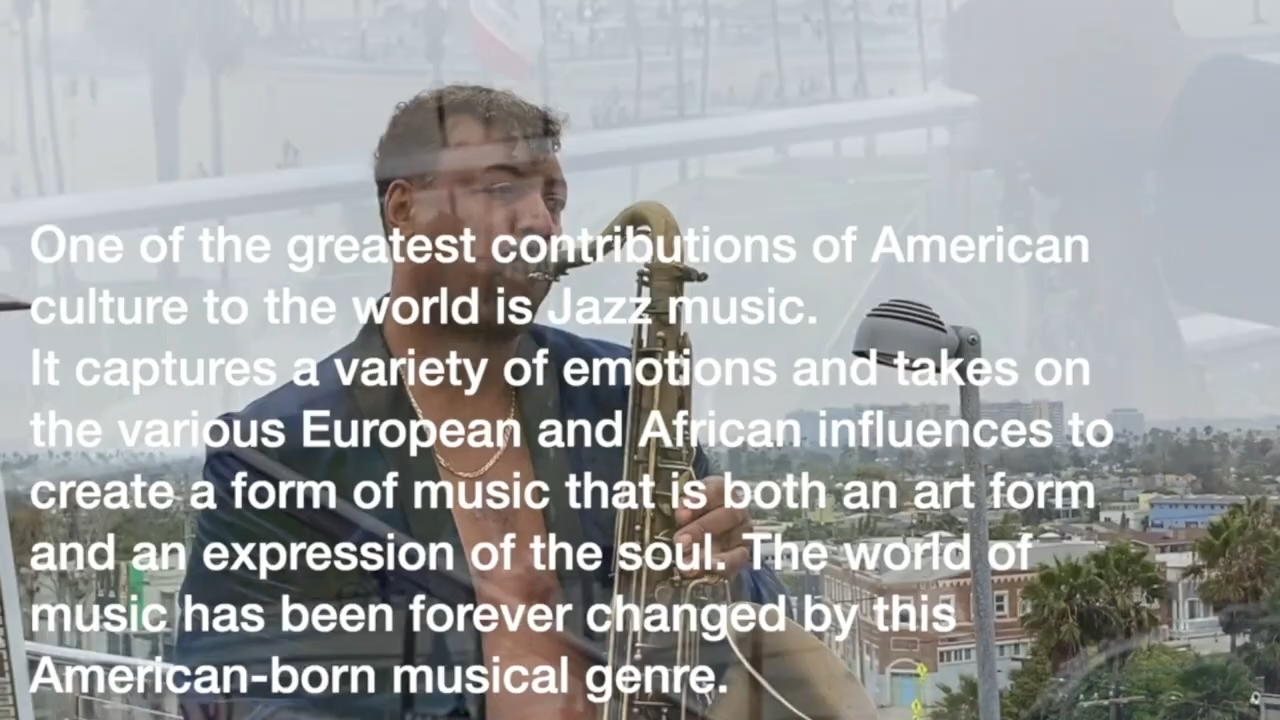 One of the greatest contributions of American
culture to the world is Jazz music.
It captures a variety of emotions and takes on
the various European and African influences to
create a form of music that is both an art form
and an expression of the soul. The world of
music has been forever changed by this
American-born musical genre.